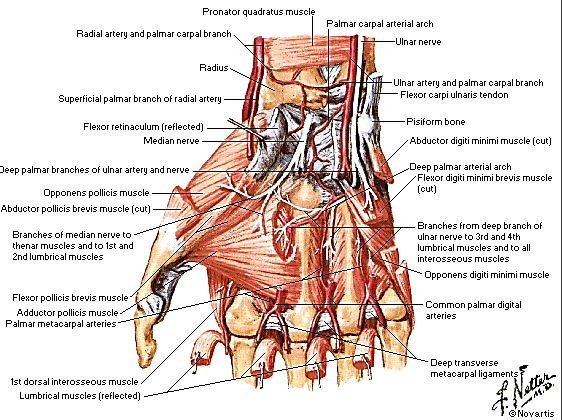 Pronator quadratus muscle
Palmar carpal arterial arch
Radial artery and palmar carpal branch
Ulnar nerve
Radius
Ulnar artery and palmar carpal branch
Flexor carpi ulnaris tendon
Superficial palmar branch of radial artery
Pisiform bone
Flexor retinaculum (reflected)
Median nerve
Abductor digiti minimi muscle (cut)
Deep palmar branches of ulnar artery and nerve
Deep palmar arterial arch
Flexor digiti minimi brevis muscle
(cut)
Opponens pollicis muscle
Abductor pollicis brevis muscle (cut)
Branches of median nerve to
thenar muscles and to 1st and
2nd lumbrical muscles
Branches from deep branch of
ulnar nerve to 3rd and 4th
lumbrical muscles and to all
interosseous muscles
Opponens digiti minimi muscle
Flexor pollicis brevis muscle
Adductor pollicis muscle
Palmar metacarpal arteries
Common palmar digital
arteries
Deep transverse
metacarpal ligaments
1st dorsal interosseous muscle
Lumbrical muscles (reflected)
F. Netter
M.D.
©Novartis